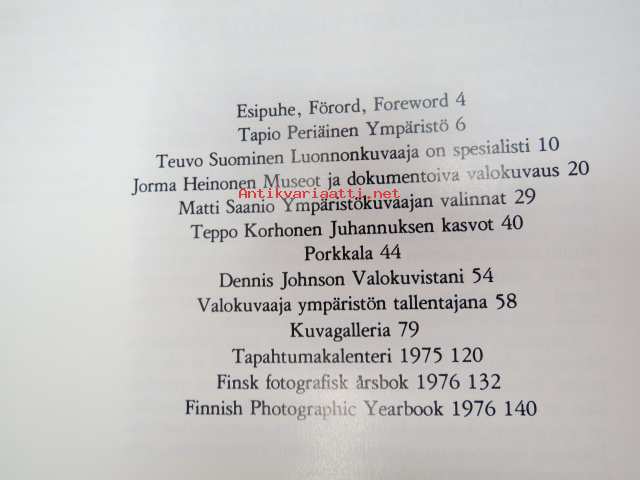 Esipuhe, Förord, Foreword 4
Tapio Periäinen Ympäristö 6
Teuvo Suominen Luonnonkuvaaja on spesialisti 10
Jorma Heinonen Museot ja dokumentoiva valokuvaus 20
Antikvariaatti.net
Matti Saanio Ympäristökuvaajan valinnat 29
Teppo Korhonen Juhannuksen kasvot 40
Porkkala 44
Dennis Johnson Valokuvistani 54
Valokuvaaja ympäristön tallentajana 58
Kuvagalleria 79
Tapahtumakalenteri 1975 120
Finsk fotografisk årsbok 1976 132
Finnish Photographic Yearbook 1976 140